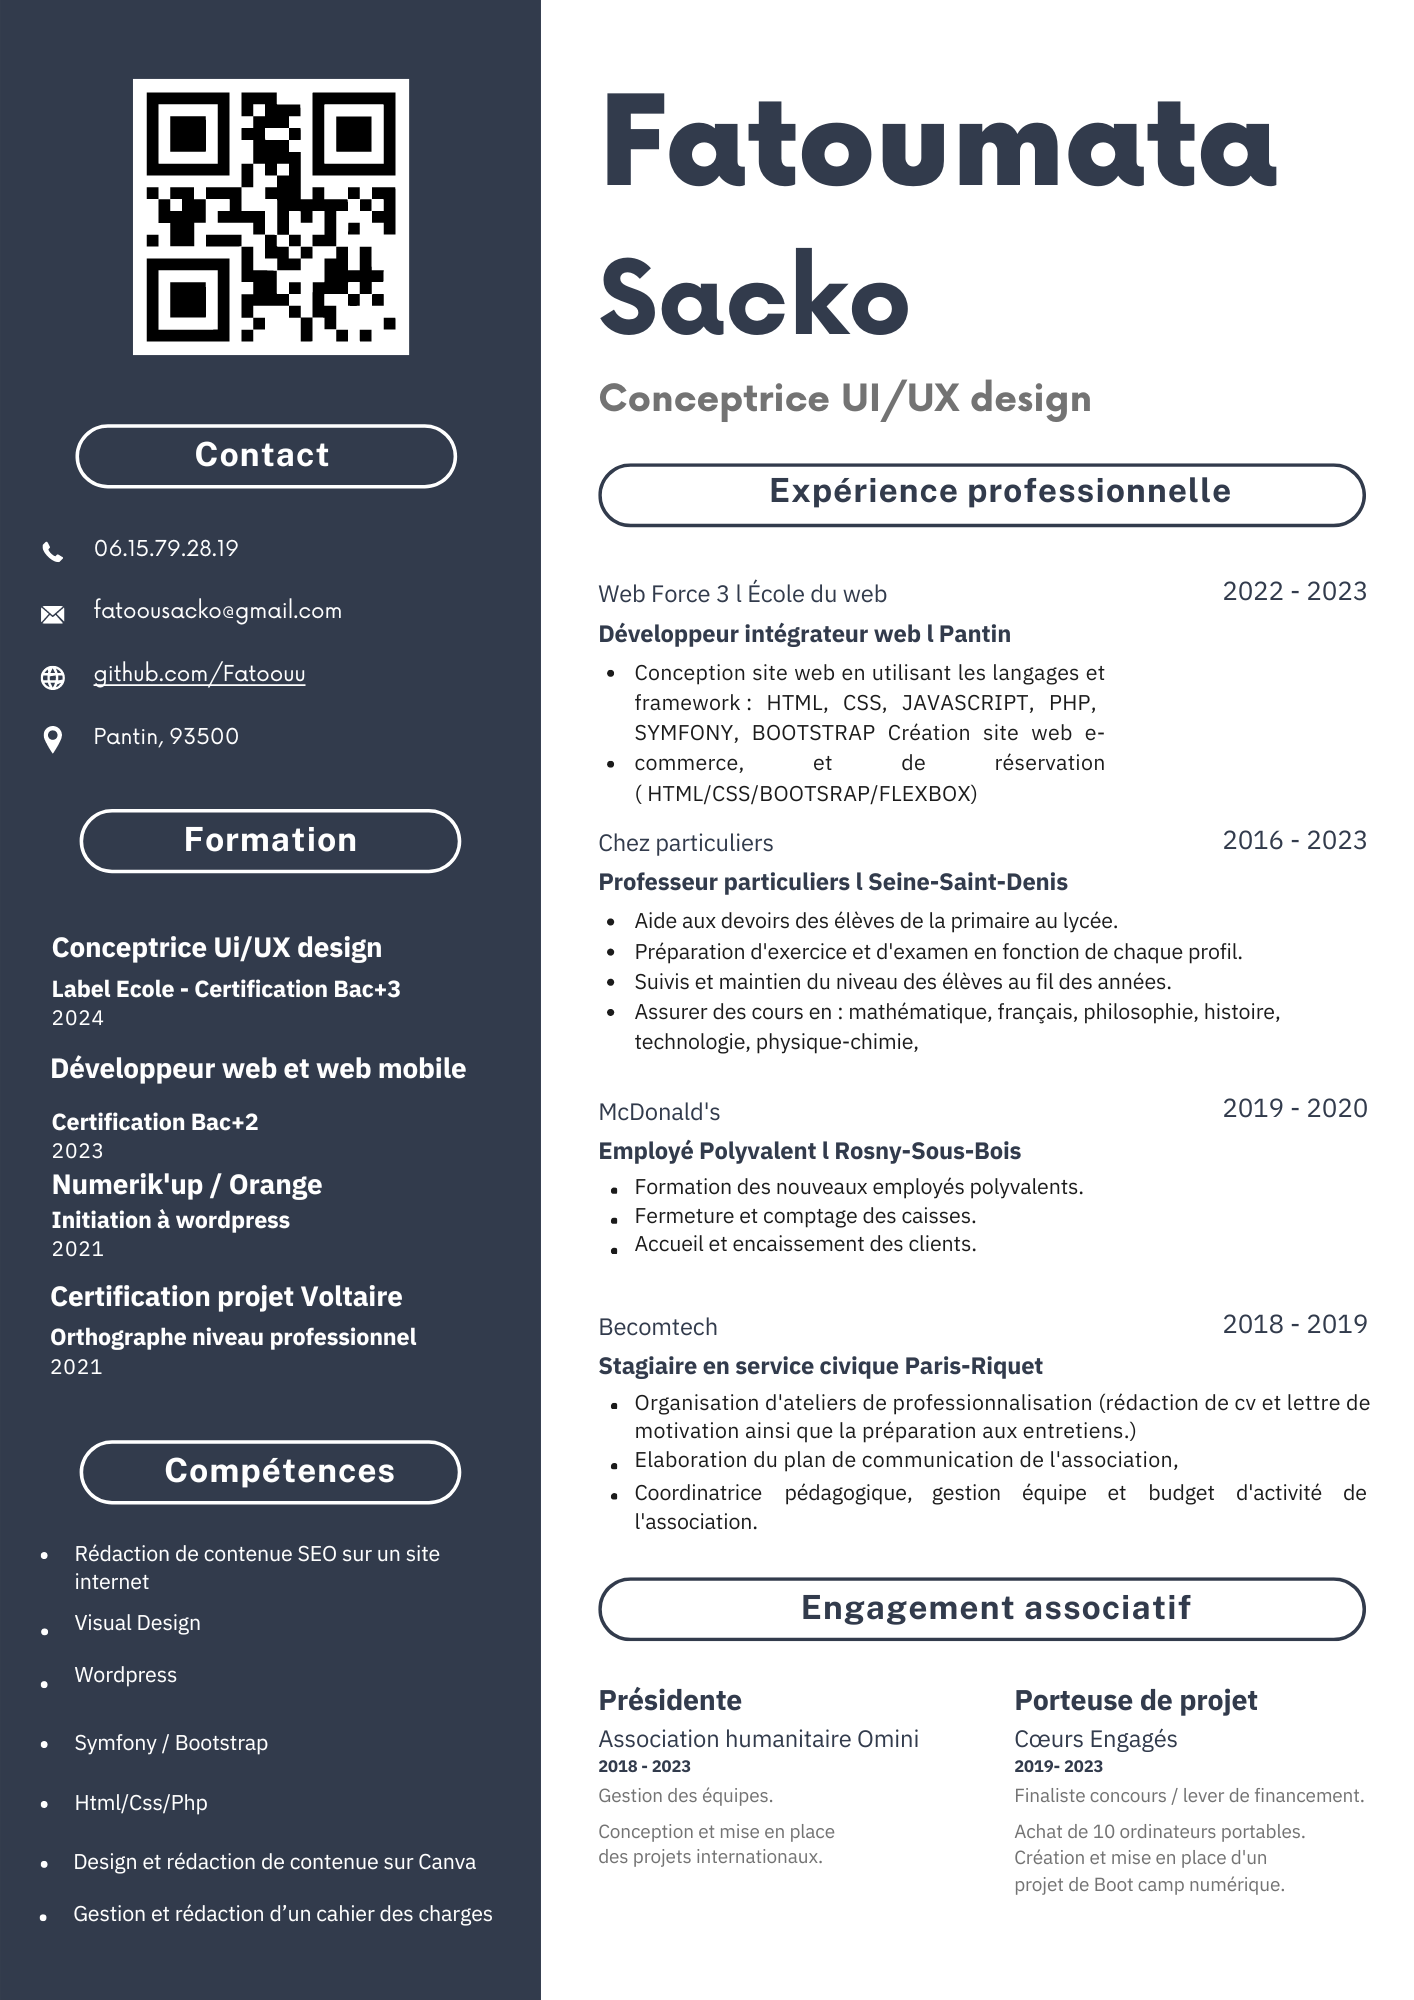 Contact
06.15.79.28.19
fatoousacko@gmail.com
github.com/Fatoouu
Pantin, 93500
Formation
Conceptrice Ui/UX design
Label Ecole - Certification Bac+3
2024
Développeur web et web mobile
Certification Bac+2
2023
Numerik'up / Orange
Initiation à wordpress
2021
Certification projet Voltaire
Orthographe niveau professionnel
2021
Compétences
• Rédaction de contenue SEO sur un site
internet
• Visual Design
• Wordpress
• Symfony / Bootstrap
• Html/Css/Php
• Design et rédaction de contenue sur Canva
• Gestion et rédaction d’un cahier des charges
Fatoumata
Sacko
Conceptrice UI/UX design
Expérience professionnelle
Web Force 3 l École du web 2022 - 2023
Développeur intégrateur web l Pantin
• Conception site web en utilisant les langages et
framework : HTML, CSS, JAVASCRIPT, PHP,
SYMFONY, BOOTSTRAP Création site web e-
• commerce, et de réservation
( HTML/CSS/BOOTSRAP/FLEXBOX)
Chez particuliers 2016 - 2023
Professeur particuliers l Seine-Saint-Denis
• Aide aux devoirs des élèves de la primaire au lycée.
• Préparation d'exercice et d'examen en fonction de chaque profil.
• Suivis et maintien du niveau des élèves au fil des années.
• Assurer des cours en : mathématique, français, philosophie, histoire,
technologie, physique-chimie,
McDonald's 2019 - 2020
Employé Polyvalent l Rosny-Sous-Bois
• Formation des nouveaux employés polyvalents.
• Fermeture et comptage des caisses.
• Accueil et encaissement des clients.
Becomtech 2018 - 2019
Stagiaire en service civique Paris-Riquet
• Organisation d'ateliers de professionnalisation (rédaction de cv et lettre de
motivation ainsi que la préparation aux entretiens.)
• Elaboration du plan de communication de l'association,
• Coordinatrice pédagogique, gestion équipe et budget d'activité de
l'association.
Engagement associatif
Présidente
Association humanitaire Omini
2018 - 2023
Gestion des équipes.
Conception et mise en place
des projets internationaux.
Porteuse de projet
Cœurs Engagés
2019- 2023
Finaliste concours / lever de financement.
Achat de 10 ordinateurs portables.
Création et mise en place d'un
projet de Boot camp numérique.